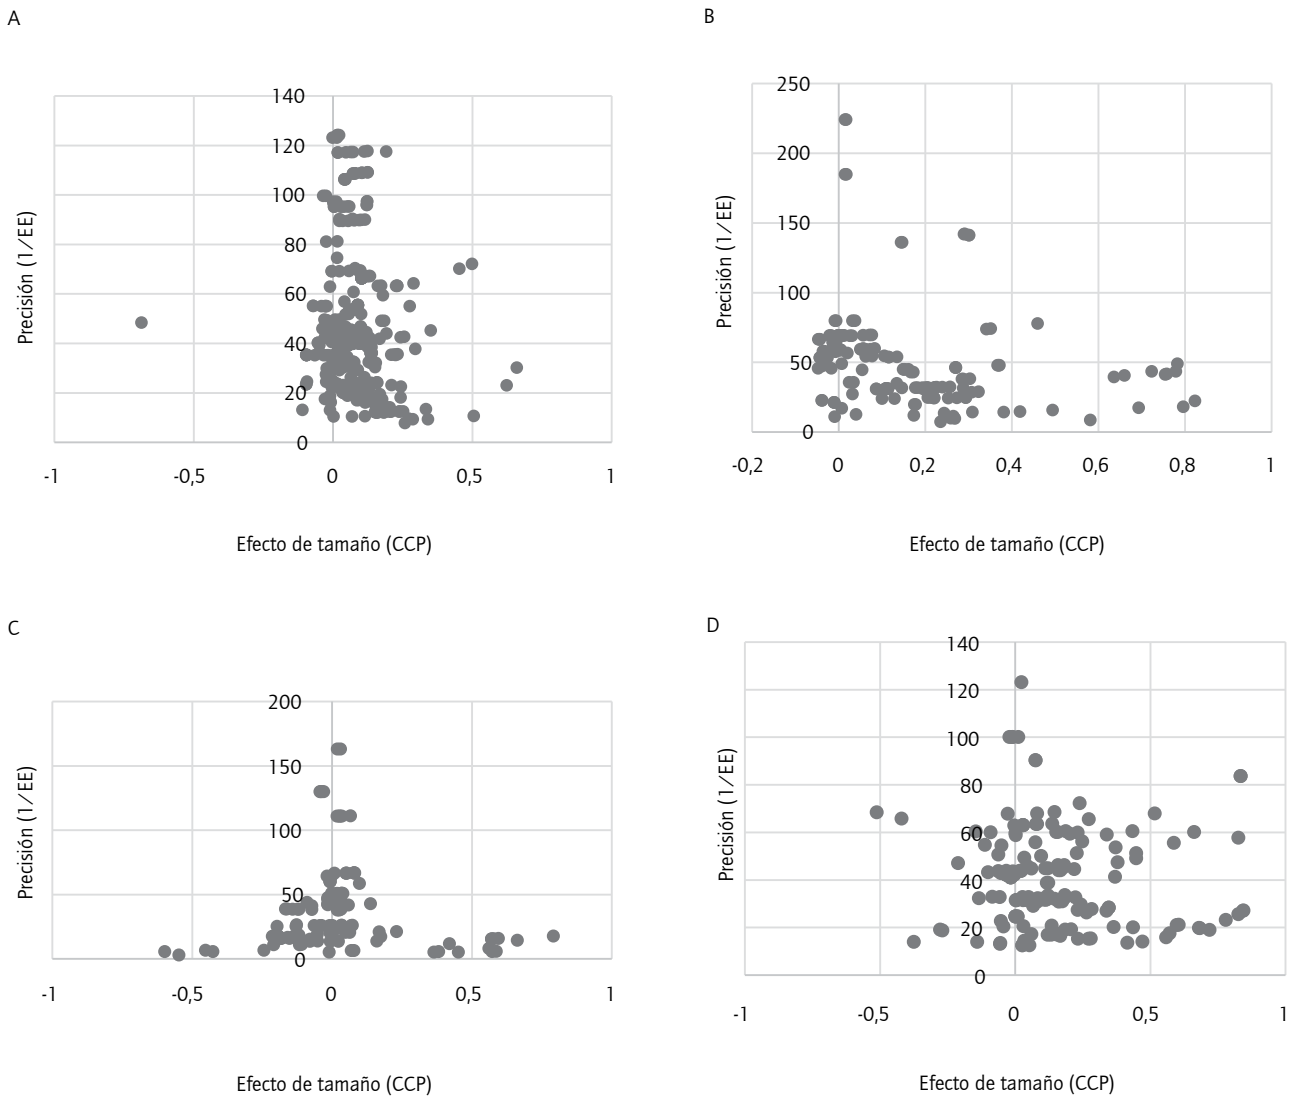 A
140
120
100
80
60
40
20
0
Precisión (1/EE)
-1 -0,5 0 0,5 1
Efecto de tamaño (CCP)
B
250
200
150
100
50
0
Precisión (1/EE)
-0,2 0 0,2 0,4 0,6 0,8 1
Efecto de tamaño (CCP)
C
200
150
100
50
0
Precisión (1/EE)
-1 -0,5 0 0,5 1
Efecto de tamaño (CCP)
D
140
120
100
80
60
40
20
0
Precisión (1/EE)
-1 -0,5 0 0,5 1
Efecto de tamaño (CCP)